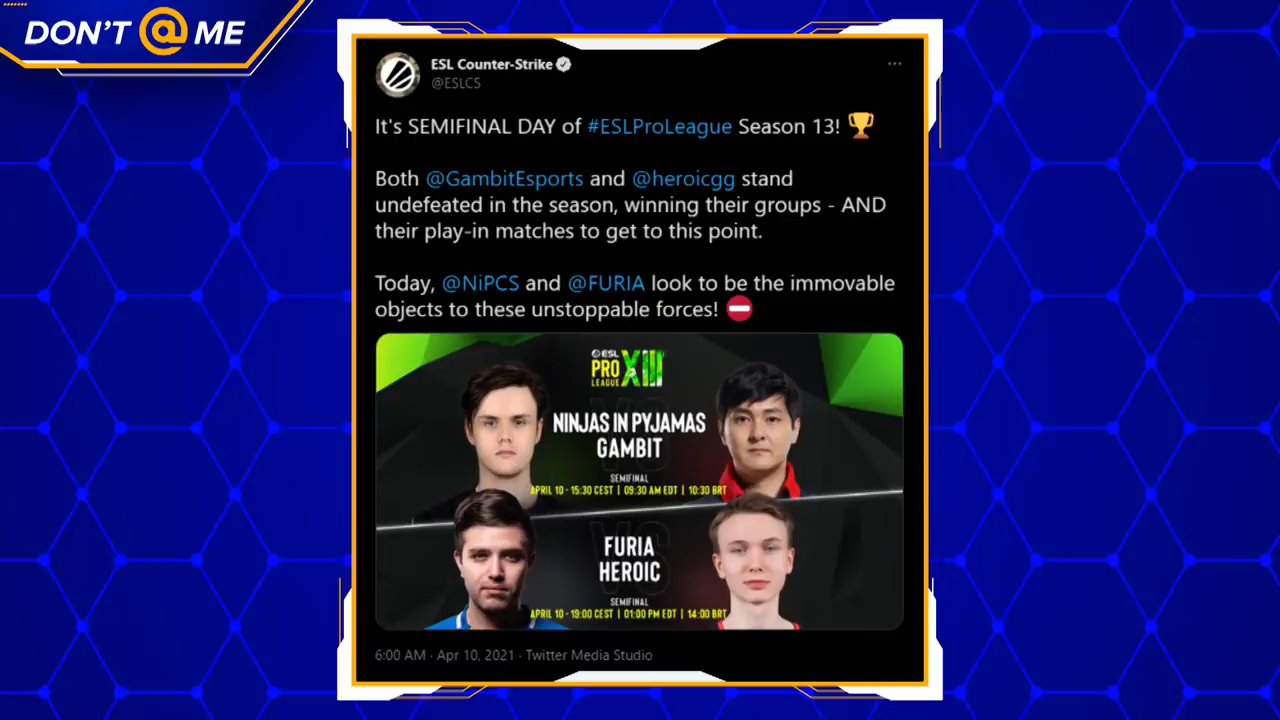 DON'T @ ME
ESL Counter-Strike
@ESLCS
It's SEMIFINAL DAY of #ESLProLeague Season 13! 🏆
Both @GambitEsports and @heroicgg stand
undefeated in the season, winning their groups - AND
their play-in matches to get to this point.
Today, @NiPCS and @FURIA look to be the immovable
objects to these unstoppable forces! ⛔
ESL
PRO XIII
LEAGUE
NINJAS IN PYJAMAS
VS
GAMBIT
SEMIFINAL
APRIL 10 - 15:30 CEST | 09:30 AM EDT | 10:30 BRT
FURIA
VS
HEROIC
SEMIFINAL
APRIL 10 - 19:00 CEST | 01:00 PM EDT | 14:00 BRT
6:00 AM · Apr 10, 2021 · Twitter Media Studio